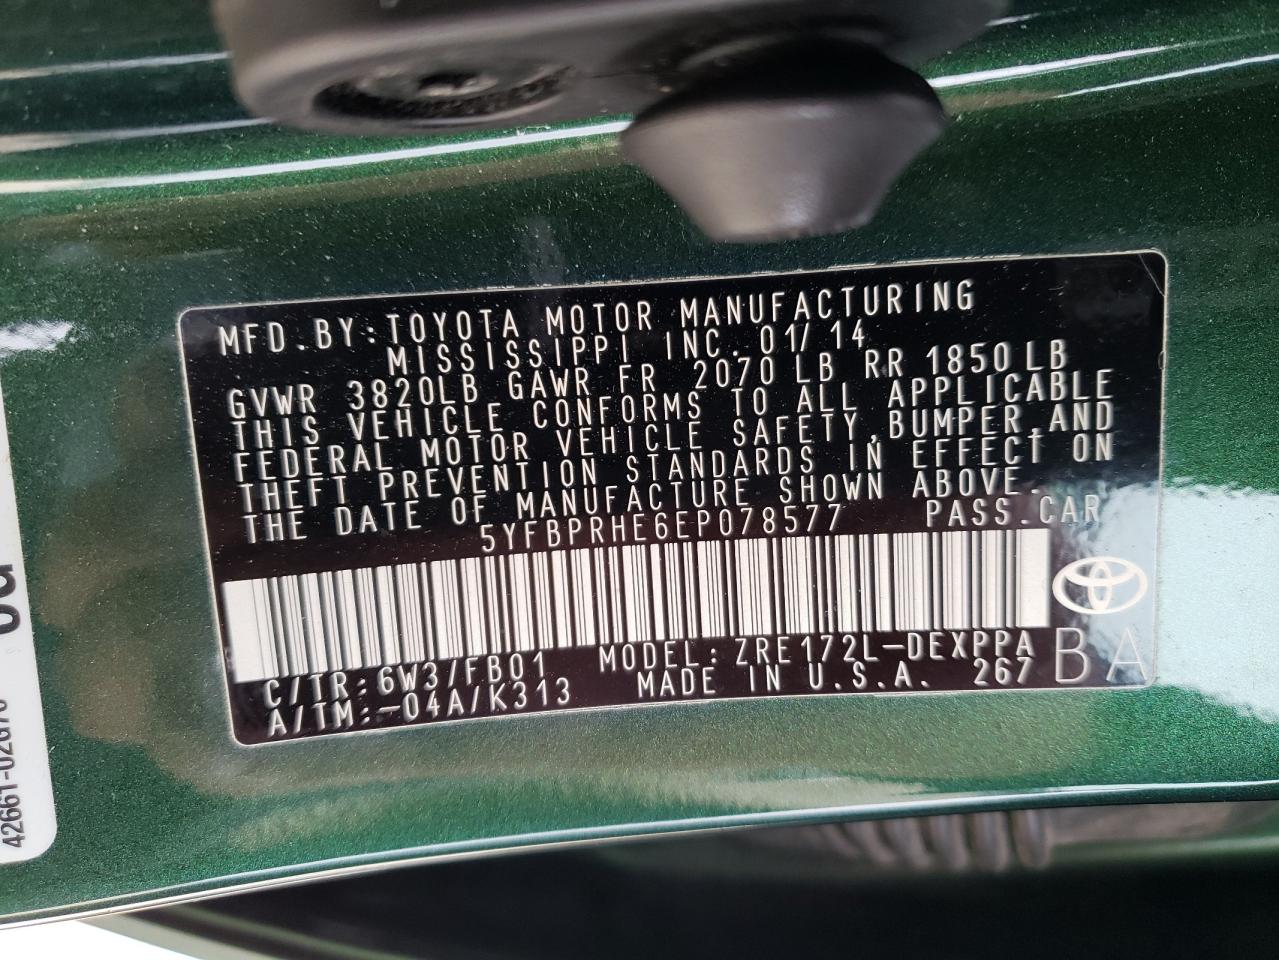 MFD.BY:TOYOTA MOTOR MANUFACTURING
MISSISSIPPI INC. 01/14
GVWR 3820LB GAWR FR 2070 LB RR 1850 LB
THIS VEHICLE CONFORMS TO ALL APPLICABLE
FEDERAL MOTOR VEHICLE SAFETY,BUMPER,AND
THEFT PREVENTION STANDARDS IN EFFECT ON
THE DATE OF MANUFACTURE SHOWN ABOVE.
5YFBPRHE6EP078577 PASS.CAR
C/TR:6W3/FB01 MODEL:ZRE172L-DEXPPA
A/TM:-04A/K313 MADE IN U.S.A. 267
BA